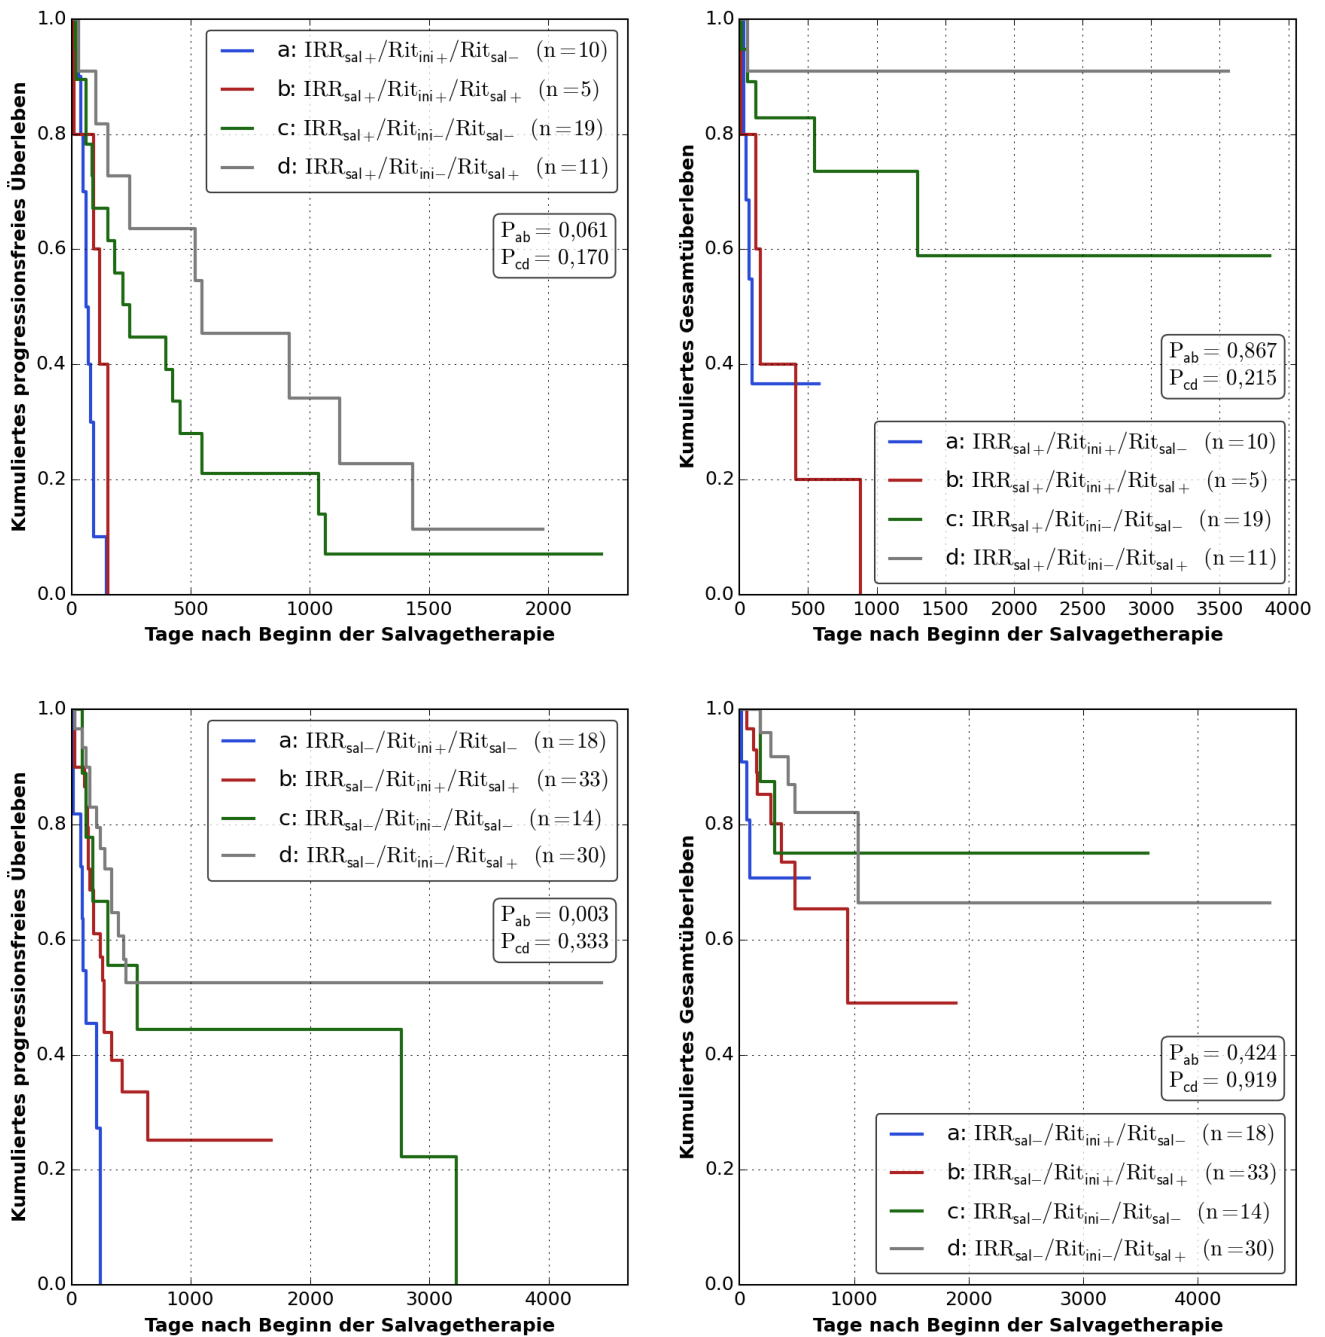 Kumuliertes progressionsfreies Überleben
1.0
0.8
0.6
0.4
0.2
0.0
a: IRRsal+/Ritini+/Ritsal− (n=10)
b: IRRsal+/Ritini+/Ritsal+ (n=5)
c: IRRsal+/Ritini−/Ritsal− (n=19)
d: IRRsal+/Ritini−/Ritsal+ (n=11)
Pab = 0,061
Pcd = 0,170
0 500 1000 1500 2000
Tage nach Beginn der Salvagetherapie
Kumuliertes Gesamtüberleben
1.0
0.8
0.6
0.4
0.2
0.0
Pab = 0,867
Pcd = 0,215
a: IRRsal+/Ritini+/Ritsal− (n=10)
b: IRRsal+/Ritini+/Ritsal+ (n=5)
c: IRRsal+/Ritini−/Ritsal− (n=19)
d: IRRsal+/Ritini−/Ritsal+ (n=11)
0 500 1000 1500 2000 2500 3000 3500 4000
Tage nach Beginn der Salvagetherapie
Kumuliertes progressionsfreies Überleben
1.0
0.8
0.6
0.4
0.2
0.0
a: IRRsal−/Ritini+/Ritsal− (n=18)
b: IRRsal−/Ritini+/Ritsal+ (n=33)
c: IRRsal−/Ritini−/Ritsal− (n=14)
d: IRRsal−/Ritini−/Ritsal+ (n=30)
Pab = 0,003
Pcd = 0,333
0 1000 2000 3000 4000
Tage nach Beginn der Salvagetherapie
Kumuliertes Gesamtüberleben
1.0
0.8
0.6
0.4
0.2
0.0
Pab = 0,424
Pcd = 0,919
a: IRRsal−/Ritini+/Ritsal− (n=18)
b: IRRsal−/Ritini+/Ritsal+ (n=33)
c: IRRsal−/Ritini−/Ritsal− (n=14)
d: IRRsal−/Ritini−/Ritsal+ (n=30)
0 1000 2000 3000 4000
Tage nach Beginn der Salvagetherapie